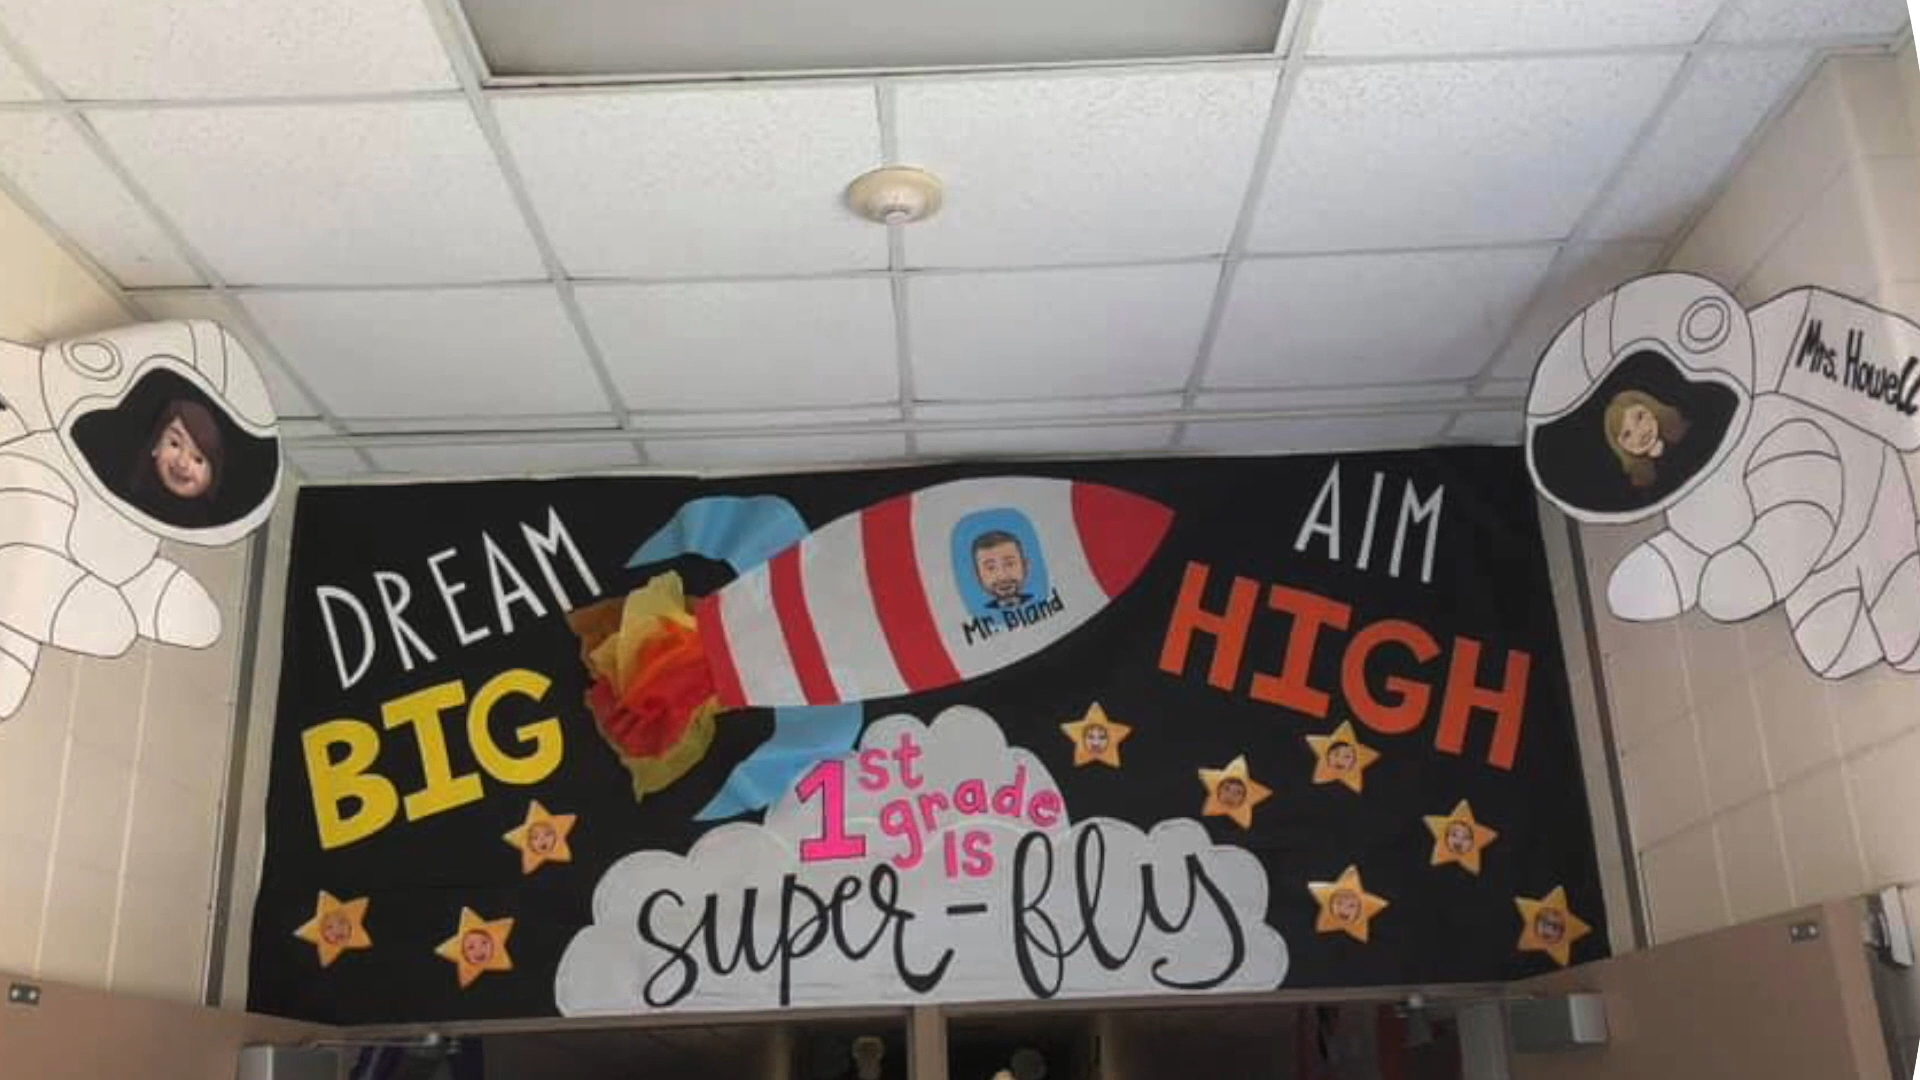 DREAM
BIG
Mr. Bland
AIM
HIGH
1st
grade
IS
super-fly
Mrs. Howell